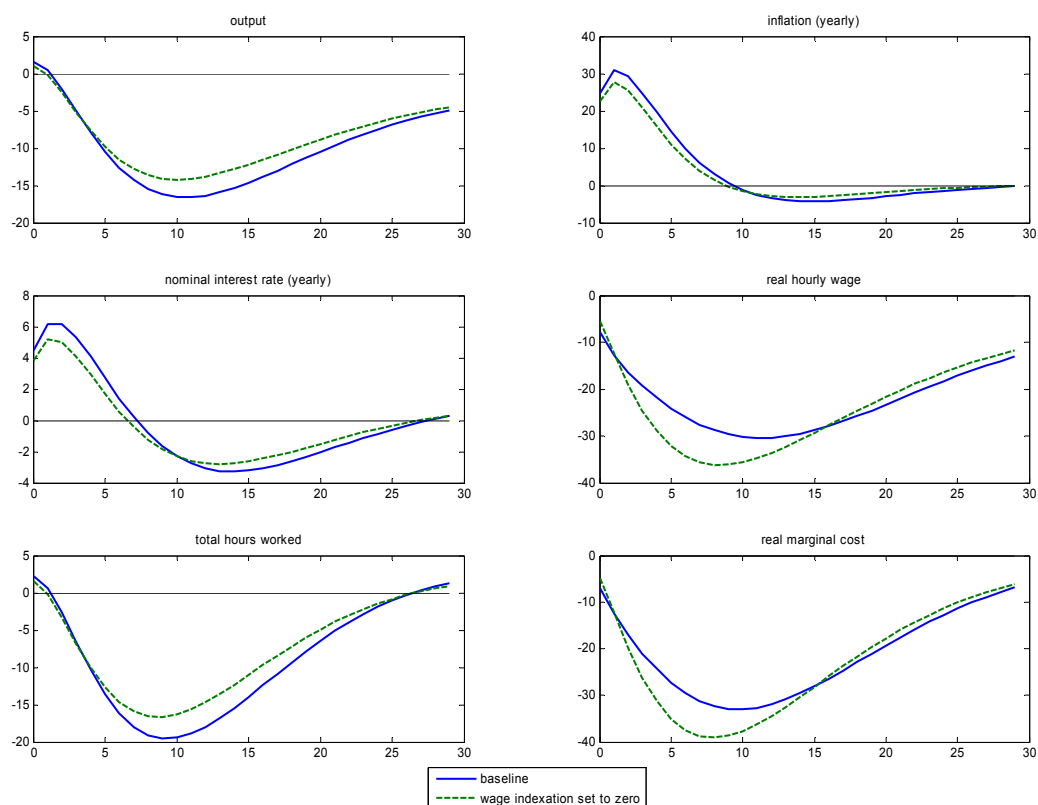 output
5
0
-5
-10
-15
-20
0 5 10 15 20 25 30
inflation (yearly)
40
30
20
10
0
-10
0 5 10 15 20 25 30
nominal interest rate (yearly)
8
6
4
2
0
-2
-4
0 5 10 15 20 25 30
real hourly wage
0
-10
-20
-30
-40
0 5 10 15 20 25 30
total hours worked
5
0
-5
-10
-15
-20
0 5 10 15 20 25 30
real marginal cost
0
-10
-20
-30
-40
0 5 10 15 20 25 30
baseline
wage indexation set to zero